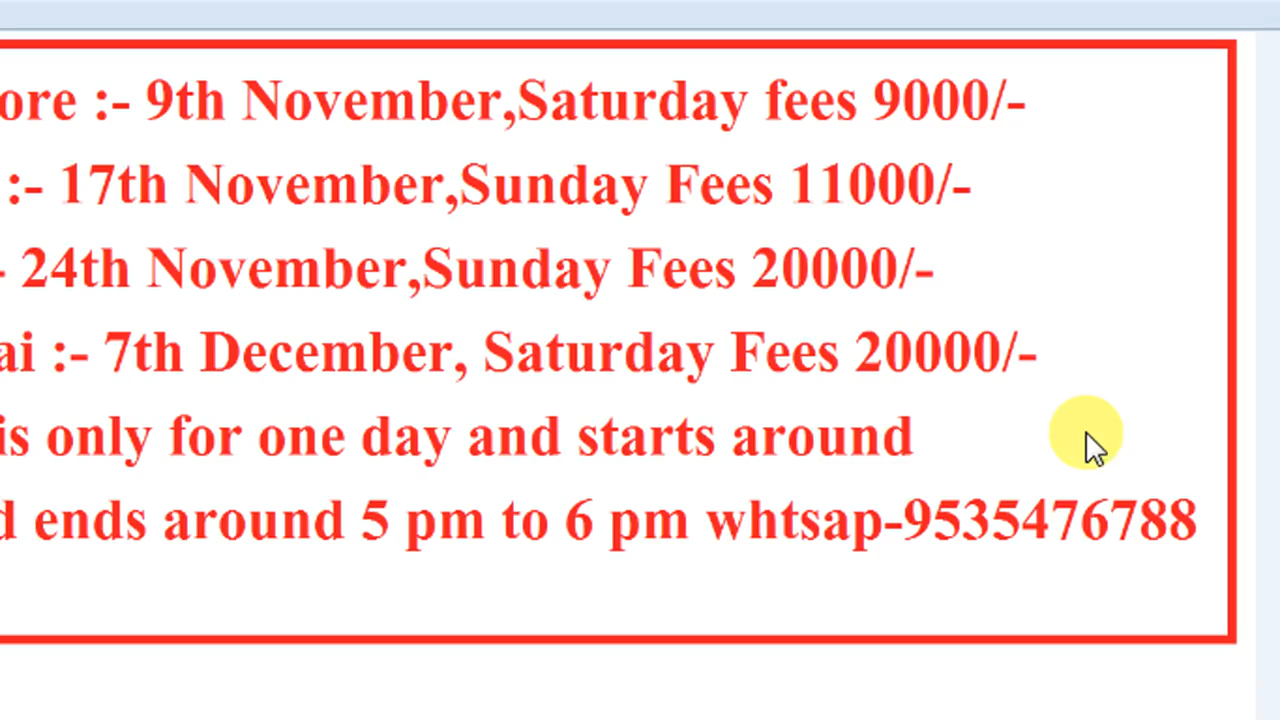 ore :- 9th November,Saturday fees 9000/-
:- 17th November,Sunday Fees 11000/-
- 24th November,Sunday Fees 20000/-
ai :- 7th December, Saturday Fees 20000/-
is only for one day and starts around
d ends around 5 pm to 6 pm whtsap-9535476788